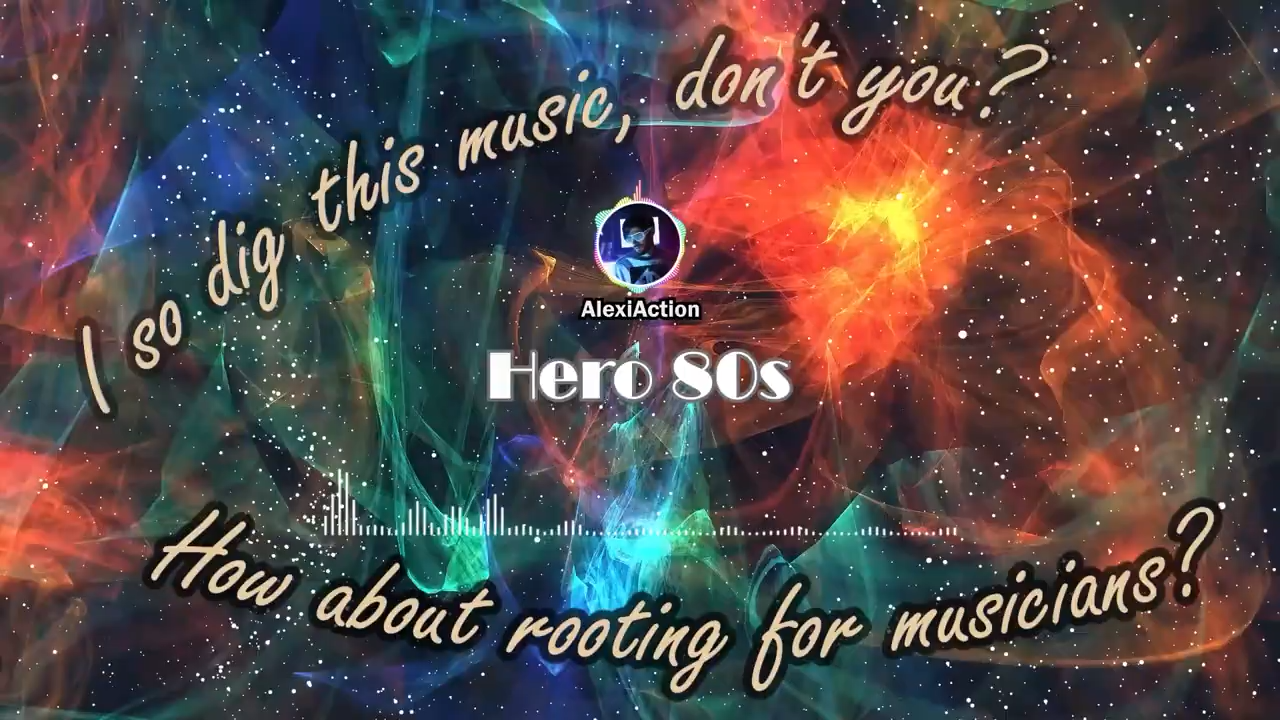 I so dig this music, don't you?
AlexiAction
Hero 80s
How about rooting for musicians?